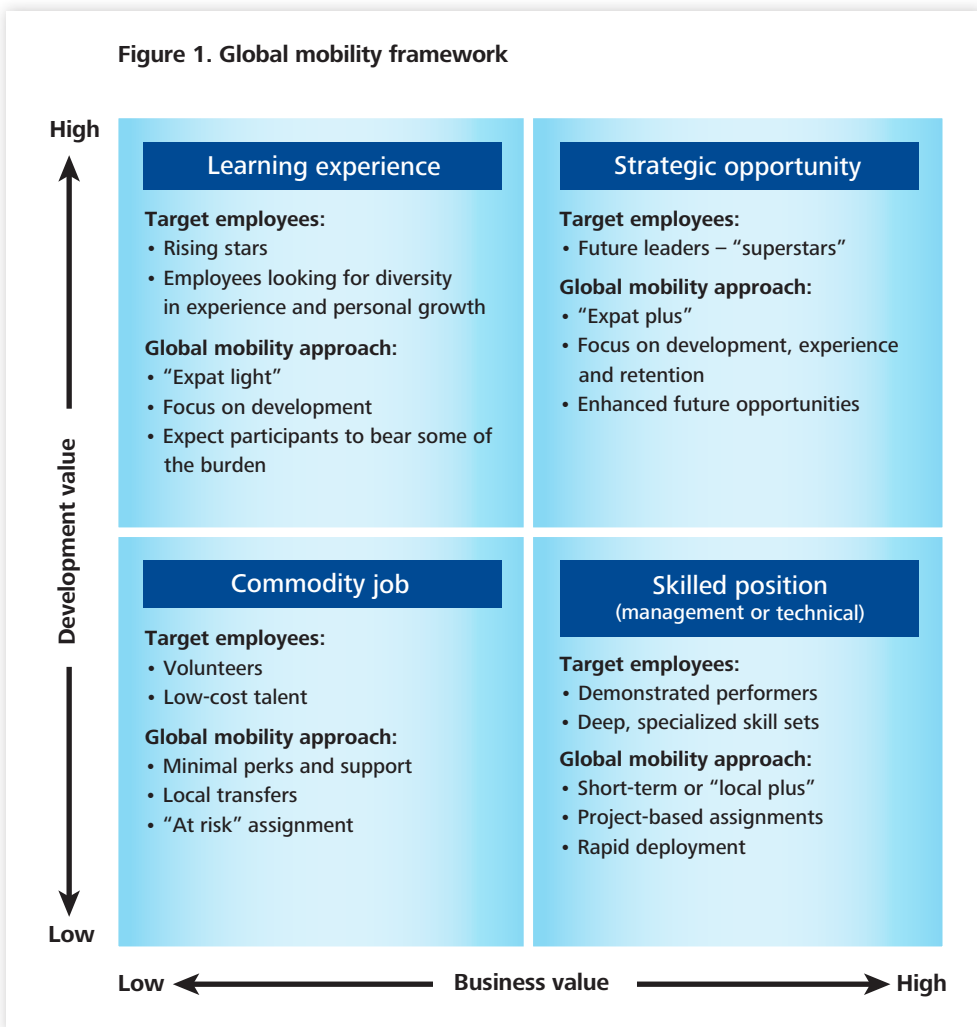 Figure 1. Global mobility framework
High
Learning experience
Target employees:
• Rising stars
• Employees looking for diversity
in experience and personal growth
Global mobility approach:
• “Expat light”
• Focus on development
• Expect participants to bear some of
the burden
Strategic opportunity
Target employees:
• Future leaders – “superstars”
Global mobility approach:
• “Expat plus”
• Focus on development, experience
and retention
• Enhanced future opportunities
Development value
Commodity job
Target employees:
• Volunteers
• Low-cost talent
Global mobility approach:
• Minimal perks and support
• Local transfers
• “At risk” assignment
Skilled position
(management or technical)
Target employees:
• Demonstrated performers
• Deep, specialized skill sets
Global mobility approach:
• Short-term or “local plus”
• Project-based assignments
• Rapid deployment
Low
Low
Business value
High